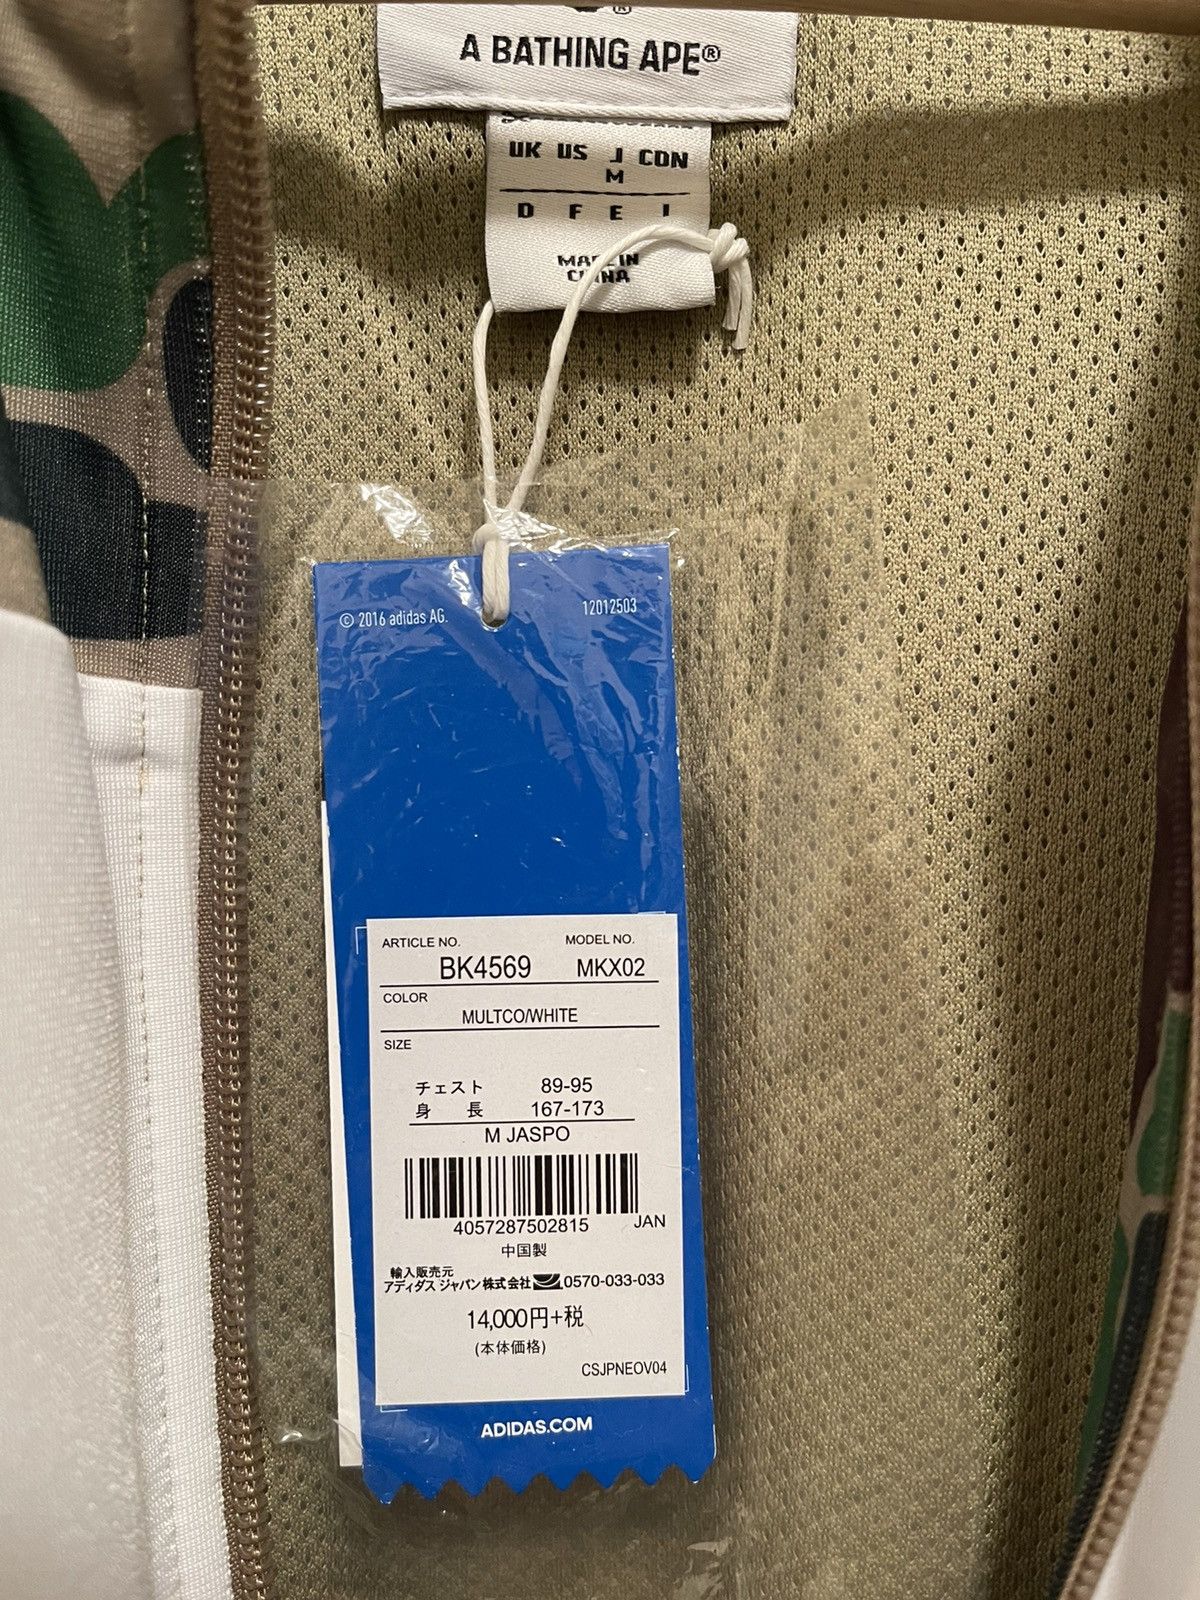 ®
A BATHING APE®
UK US J CDN
M
D F E I
MADE IN
CHINA
© 2016 adidas AG. 12012503
ARTICLE NO. MODEL NO.
BK4569 MKX02
COLOR
MULTCO/WHITE
SIZE
チェスト 89-95
身 長 167-173
M JASPO
4057287502815 JAN
中国製
輸入販売元
アディダス ジャパン株式会社 0570-033-033
14,000円+税
(本体価格)
CSJPNEOV04
ADIDAS.COM